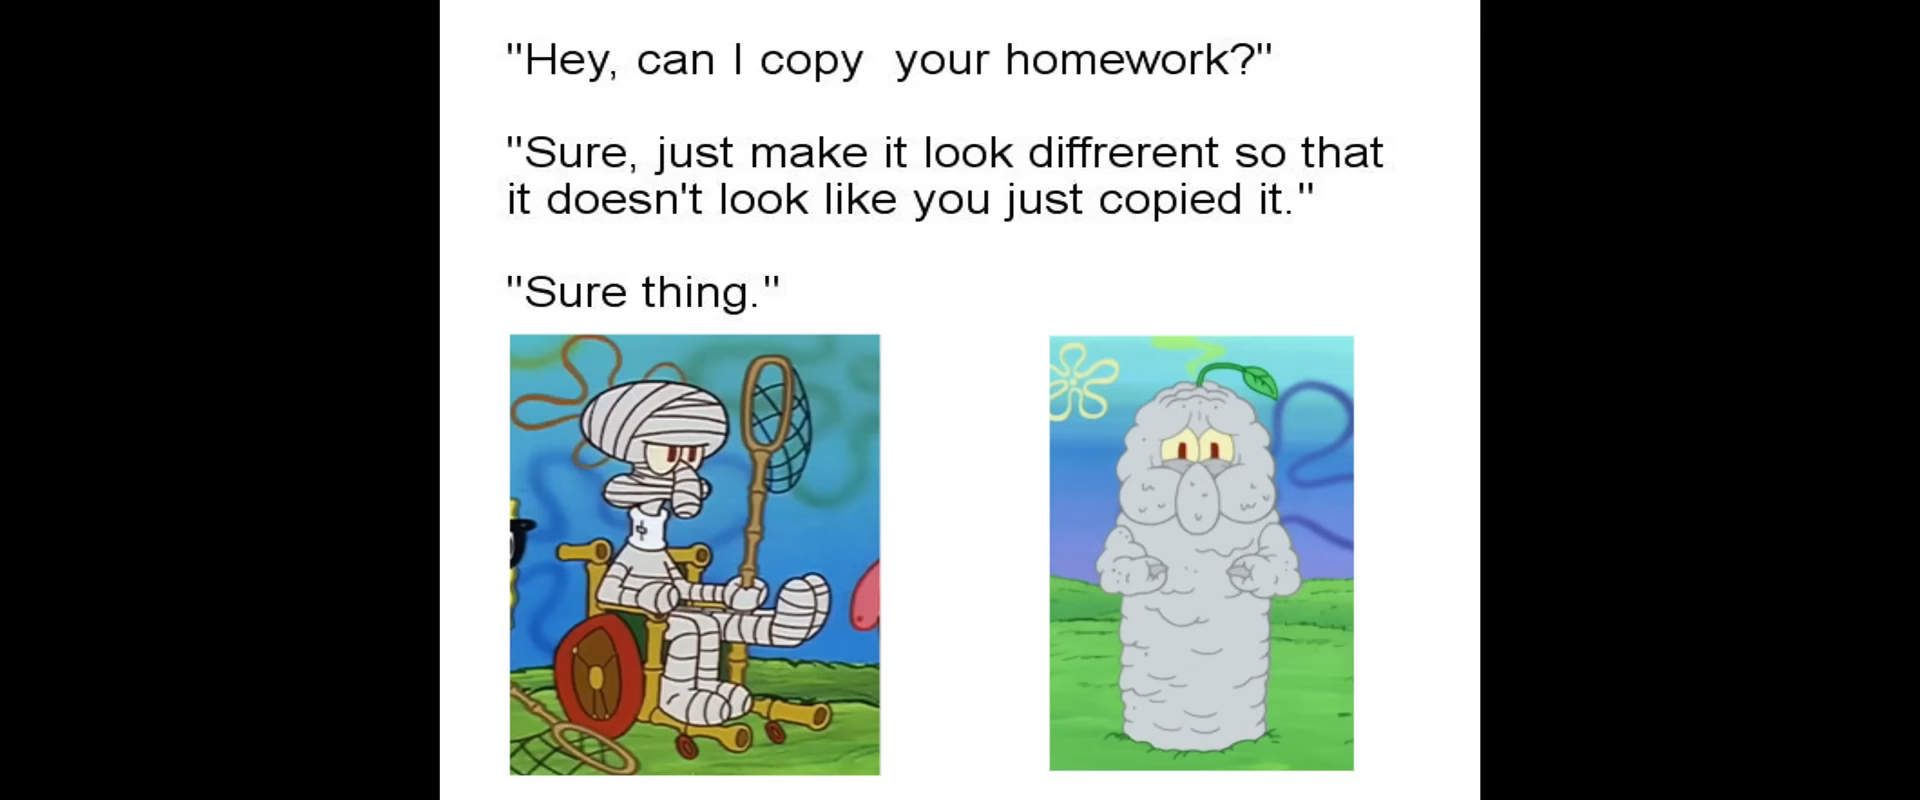 "Hey, can I copy  your homework?"
"Sure, just make it look diffrerent so that
it doesn't look like you just copied it."
"Sure thing."